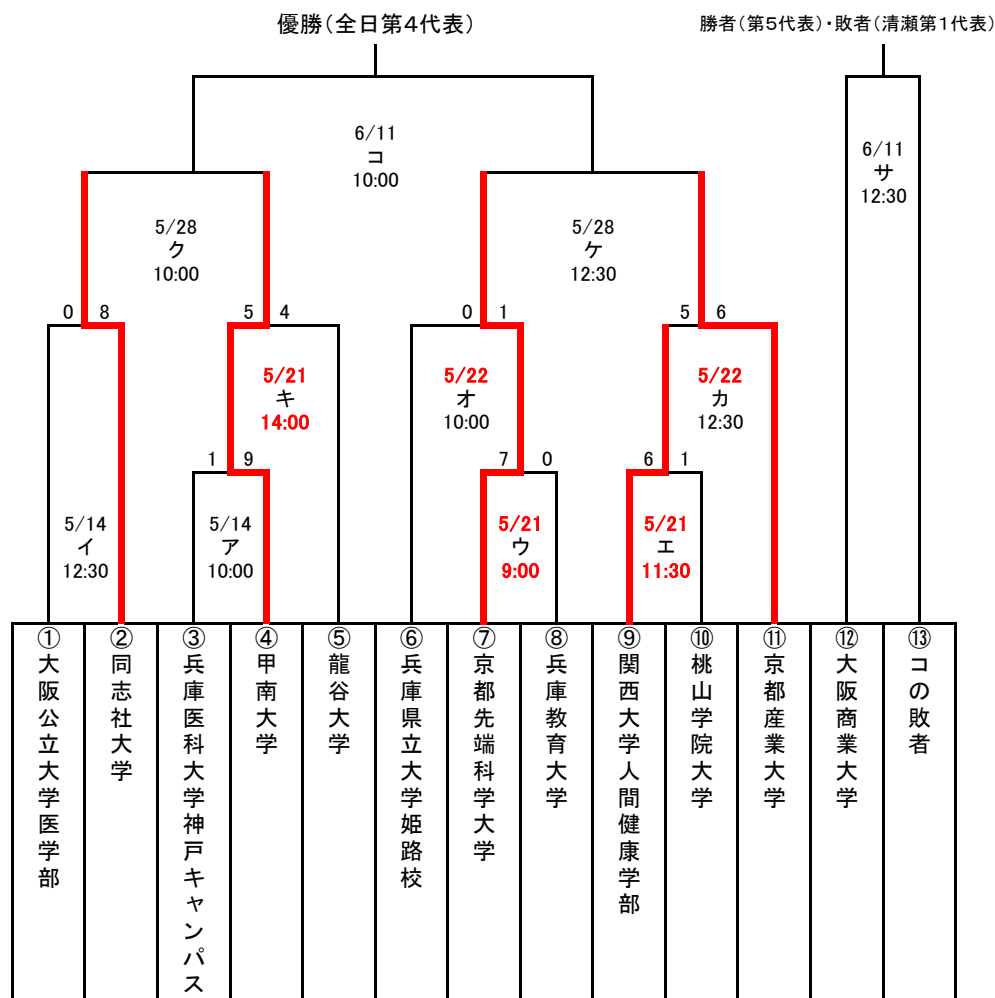 優勝(全日第4代表)
勝者(第5代表)・敗者(清瀬第1代表)
6/11
コ
10:00
6/11
サ
12:30
5/28
ク
10:00
5/28
ケ
12:30
0 8
5 4
0 1
5 6
5/21
キ
14:00
5/22
オ
10:00
5/22
カ
12:30
1 9
7 0
6 1
5/14
イ
12:30
5/14
ア
10:00
5/21
ウ
9:00
5/21
エ
11:30
①大阪公立大学医学部
②同志社大学
③兵庫医科大学神戸キャンパス
④甲南大学
⑤龍谷大学
⑥兵庫県立大学姫路校
⑦京都先端科学大学
⑧兵庫教育大学
⑨関西大学人間健康学部
⑩桃山学院大学
⑪京都産業大学
⑫大阪商業大学
⑬コの敗者